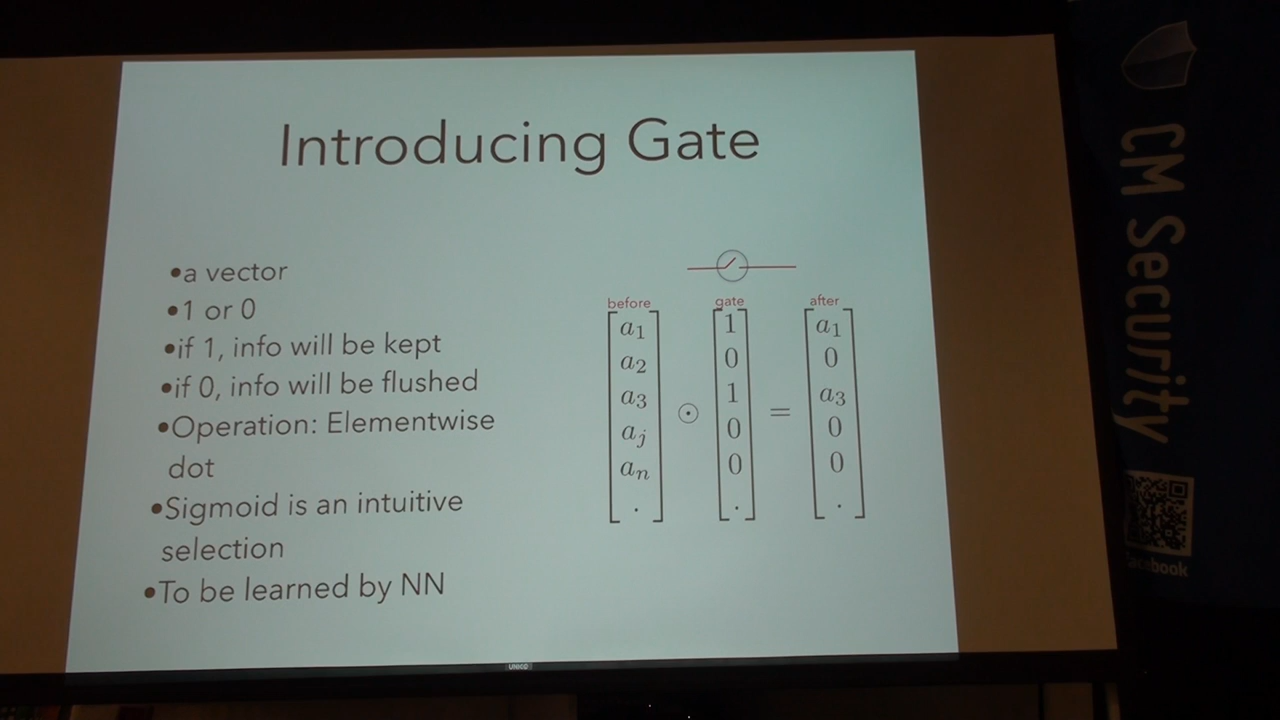 Introducing Gate
•a vector
•1 or 0
•if 1, info will be kept
•if 0, info will be flushed
•Operation: Elementwise
dot
•Sigmoid is an intuitive
selection
•To be learned by NN
before gate after
a1 1 a1
a2 0 0
a3 ⊙ 1 = a3
aj 0 0
an 0 0
. . .
CM Security